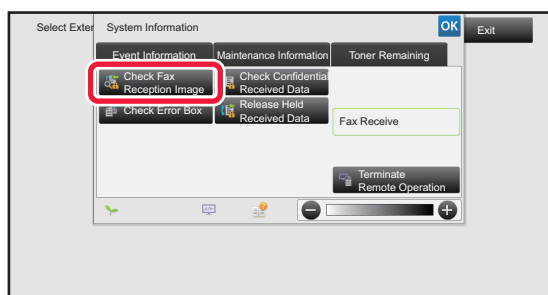 Select Exter
System Information
OK
Exit
Event Information
Maintenance Information
Toner Remaining
Check Fax
Reception Image
Check Confidential
Received Data
Check Error Box
Release Held
Received Data
Fax Receive
Terminate
Remote Operation